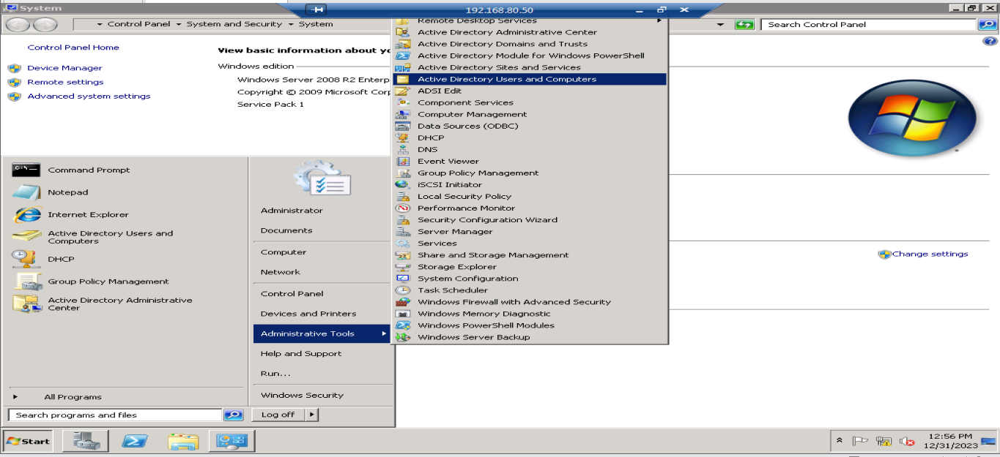 System
192.168.80.50
Control Panel System and Security System
Search Control Panel
Control Panel Home
Device Manager
Remote settings
Advanced system settings
View basic information about
Windows edition
Windows Server 2008 R2 Enterp
Copyright © 2009 Microsoft Corp
Service Pack 1
Change settings
Command Prompt
Notepad
Internet Explorer
Active Directory Users and
Computers
DHCP
Group Policy Management
Active Directory Administrative
Center
All Programs
Search programs and files
Administrator
Documents
Computer
Network
Control Panel
Devices and Printers
Administrative Tools
Help and Support
Run...
Windows Security
Log off
Remote Desktop Services
Active Directory Administrative Center
Active Directory Domains and Trusts
Active Directory Module for Windows PowerShell
Active Directory Sites and Services
Active Directory Users and Computers
ADSI Edit
Component Services
Computer Management
Data Sources (ODBC)
DHCP
DNS
Event Viewer
Group Policy Management
iSCSI Initiator
Local Security Policy
Performance Monitor
Security Configuration Wizard
Server Manager
Services
Share and Storage Management
Storage Explorer
System Configuration
Task Scheduler
Windows Firewall with Advanced Security
Windows Memory Diagnostic
Windows PowerShell Modules
Windows Server Backup
Start
12:56 PM
12/31/2023